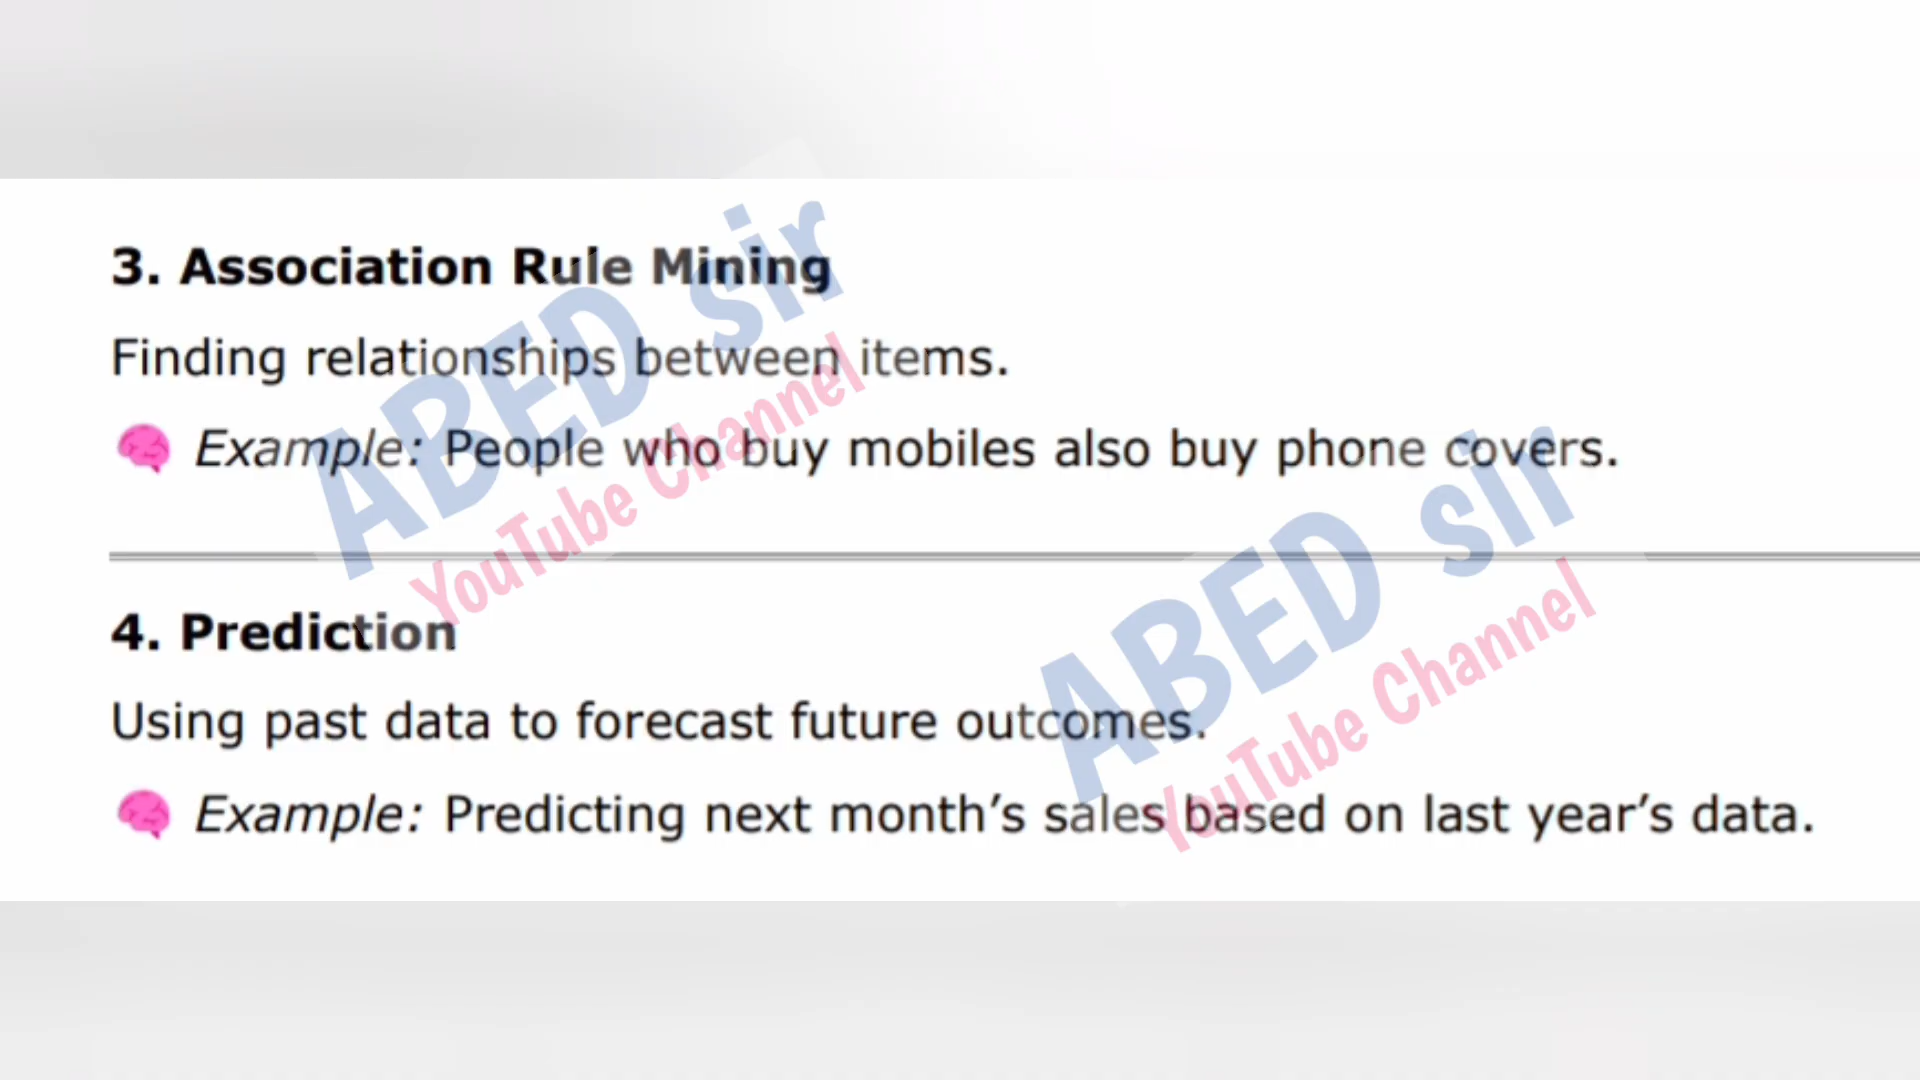 3. Association Rule Mining
Finding relationships between items.
Example: People who buy mobiles also buy phone covers.
4. Prediction
Using past data to forecast future outcomes.
Example: Predicting next month’s sales based on last year’s data.
ABED sir
YouTube Channel
ABED sir
YouTube Channel